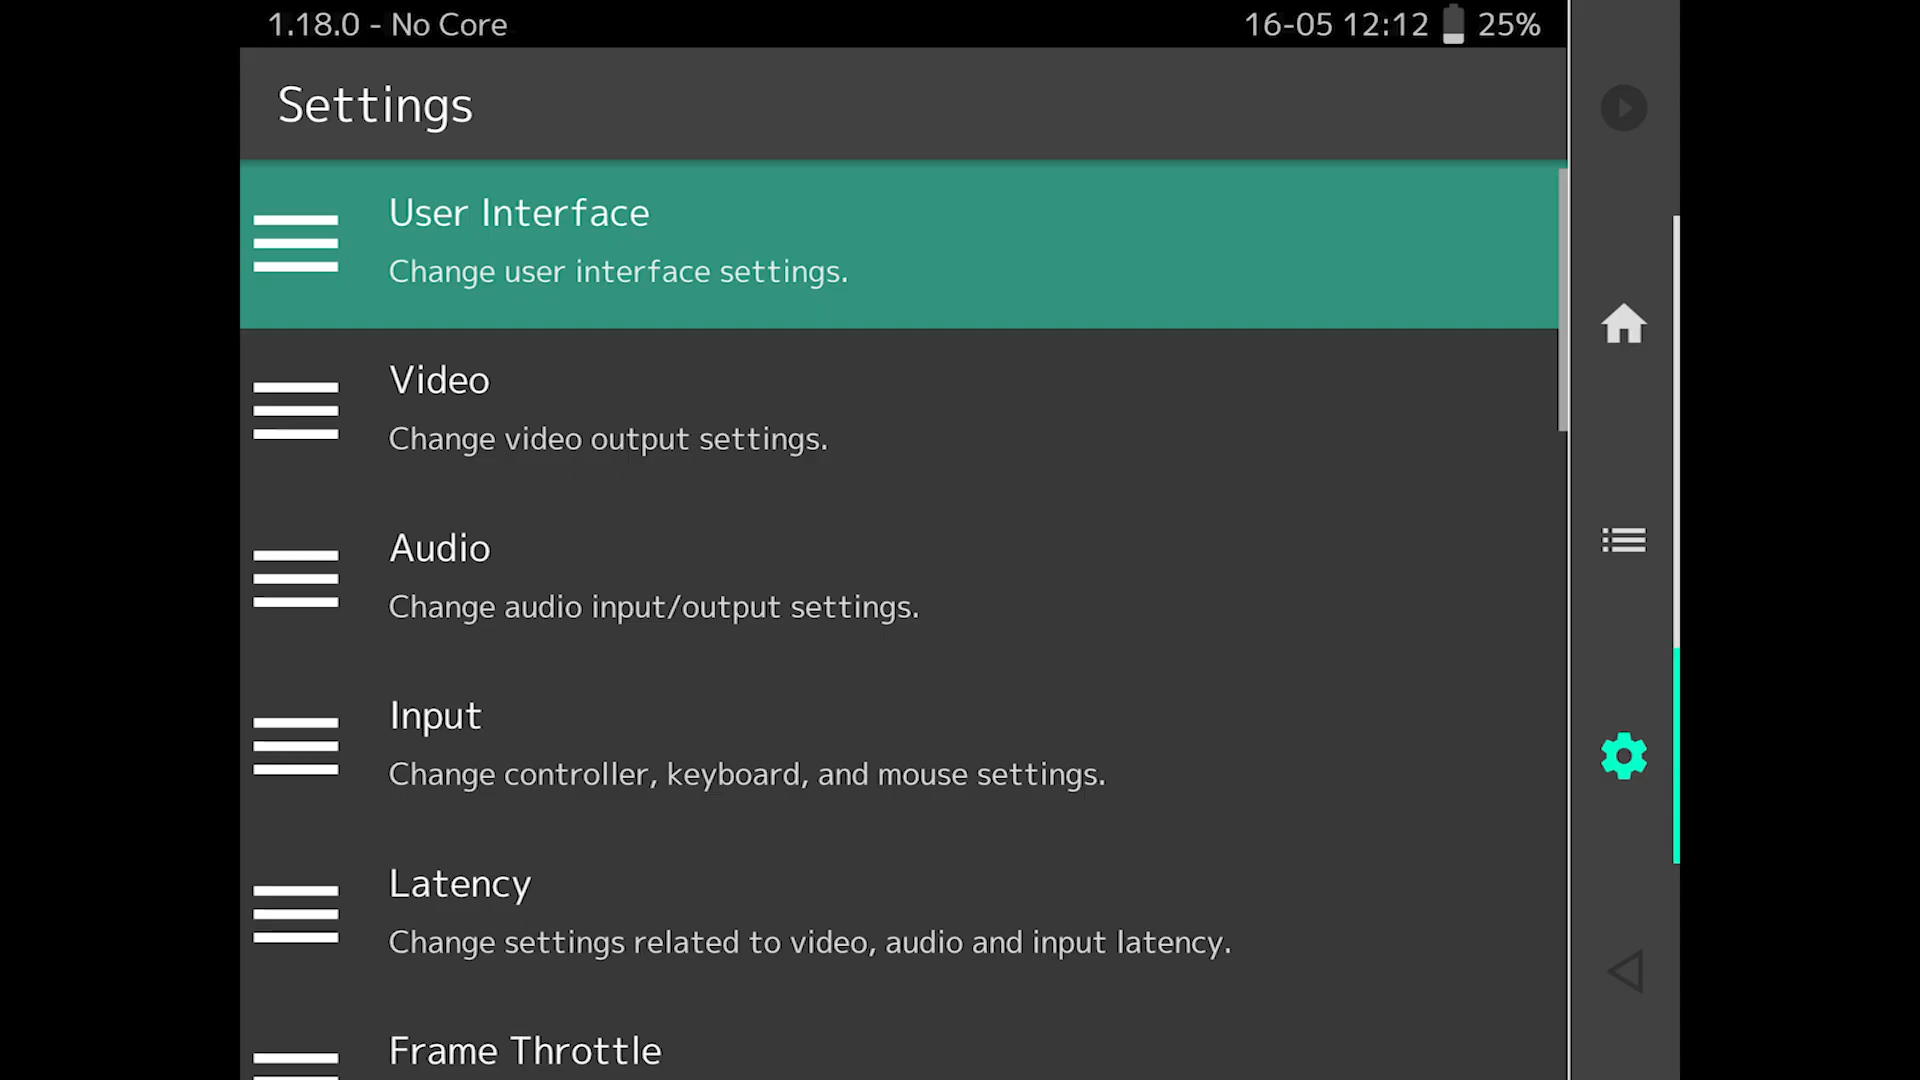 1.18.0 - No Core
16-05 12:12 25%
Settings
User Interface
Change user interface settings.
Video
Change video output settings.
Audio
Change audio input/output settings.
Input
Change controller, keyboard, and mouse settings.
Latency
Change settings related to video, audio and input latency.
Frame Throttle